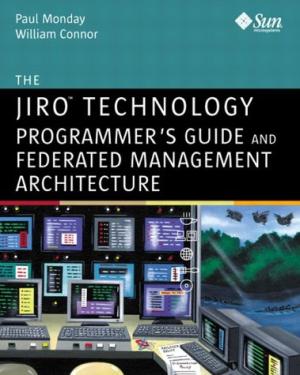 Paul Monday
William Connor
Sun
microsystems
THE
JIRO™ TECHNOLOGY
PROGRAMMER'S GUIDE AND
FEDERATED MANAGEMENT
ARCHITECTURE